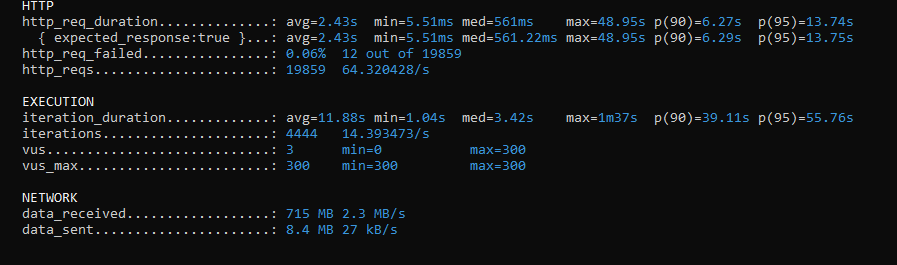 HTTP
http_req_duration..............: avg=2.43s min=5.51ms med=561ms max=48.95s p(90)=6.27s p(95)=13.74s
{ expected_response:true }...: avg=2.43s min=5.51ms med=561.22ms max=48.95s p(90)=6.29s p(95)=13.75s
http_req_failed................: 0.06% 12 out of 19859
http_reqs......................: 19859 64.320428/s
EXECUTION
iteration_duration.............: avg=11.88s min=1.04s med=3.42s max=1m37s p(90)=39.11s p(95)=55.76s
iterations.....................: 4444 14.393473/s
vus............................: 3 min=0 max=300
vus_max........................: 300 min=300 max=300
NETWORK
data_received..................: 715 MB 2.3 MB/s
data_sent......................: 8.4 MB 27 kB/s